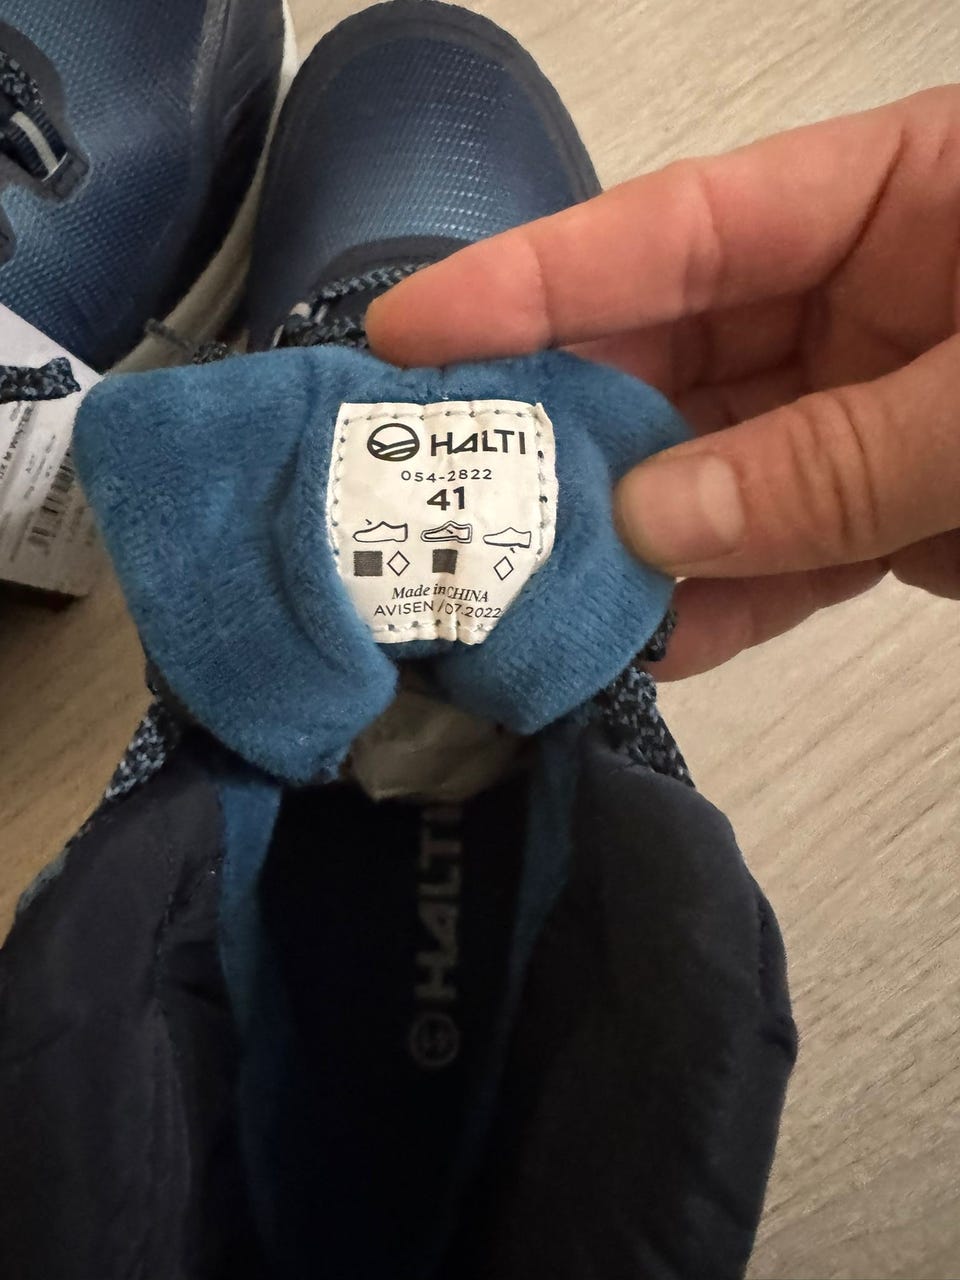 HALTI
054-2822
41
Made in CHINA
AVISEN /07.2022
HALTI